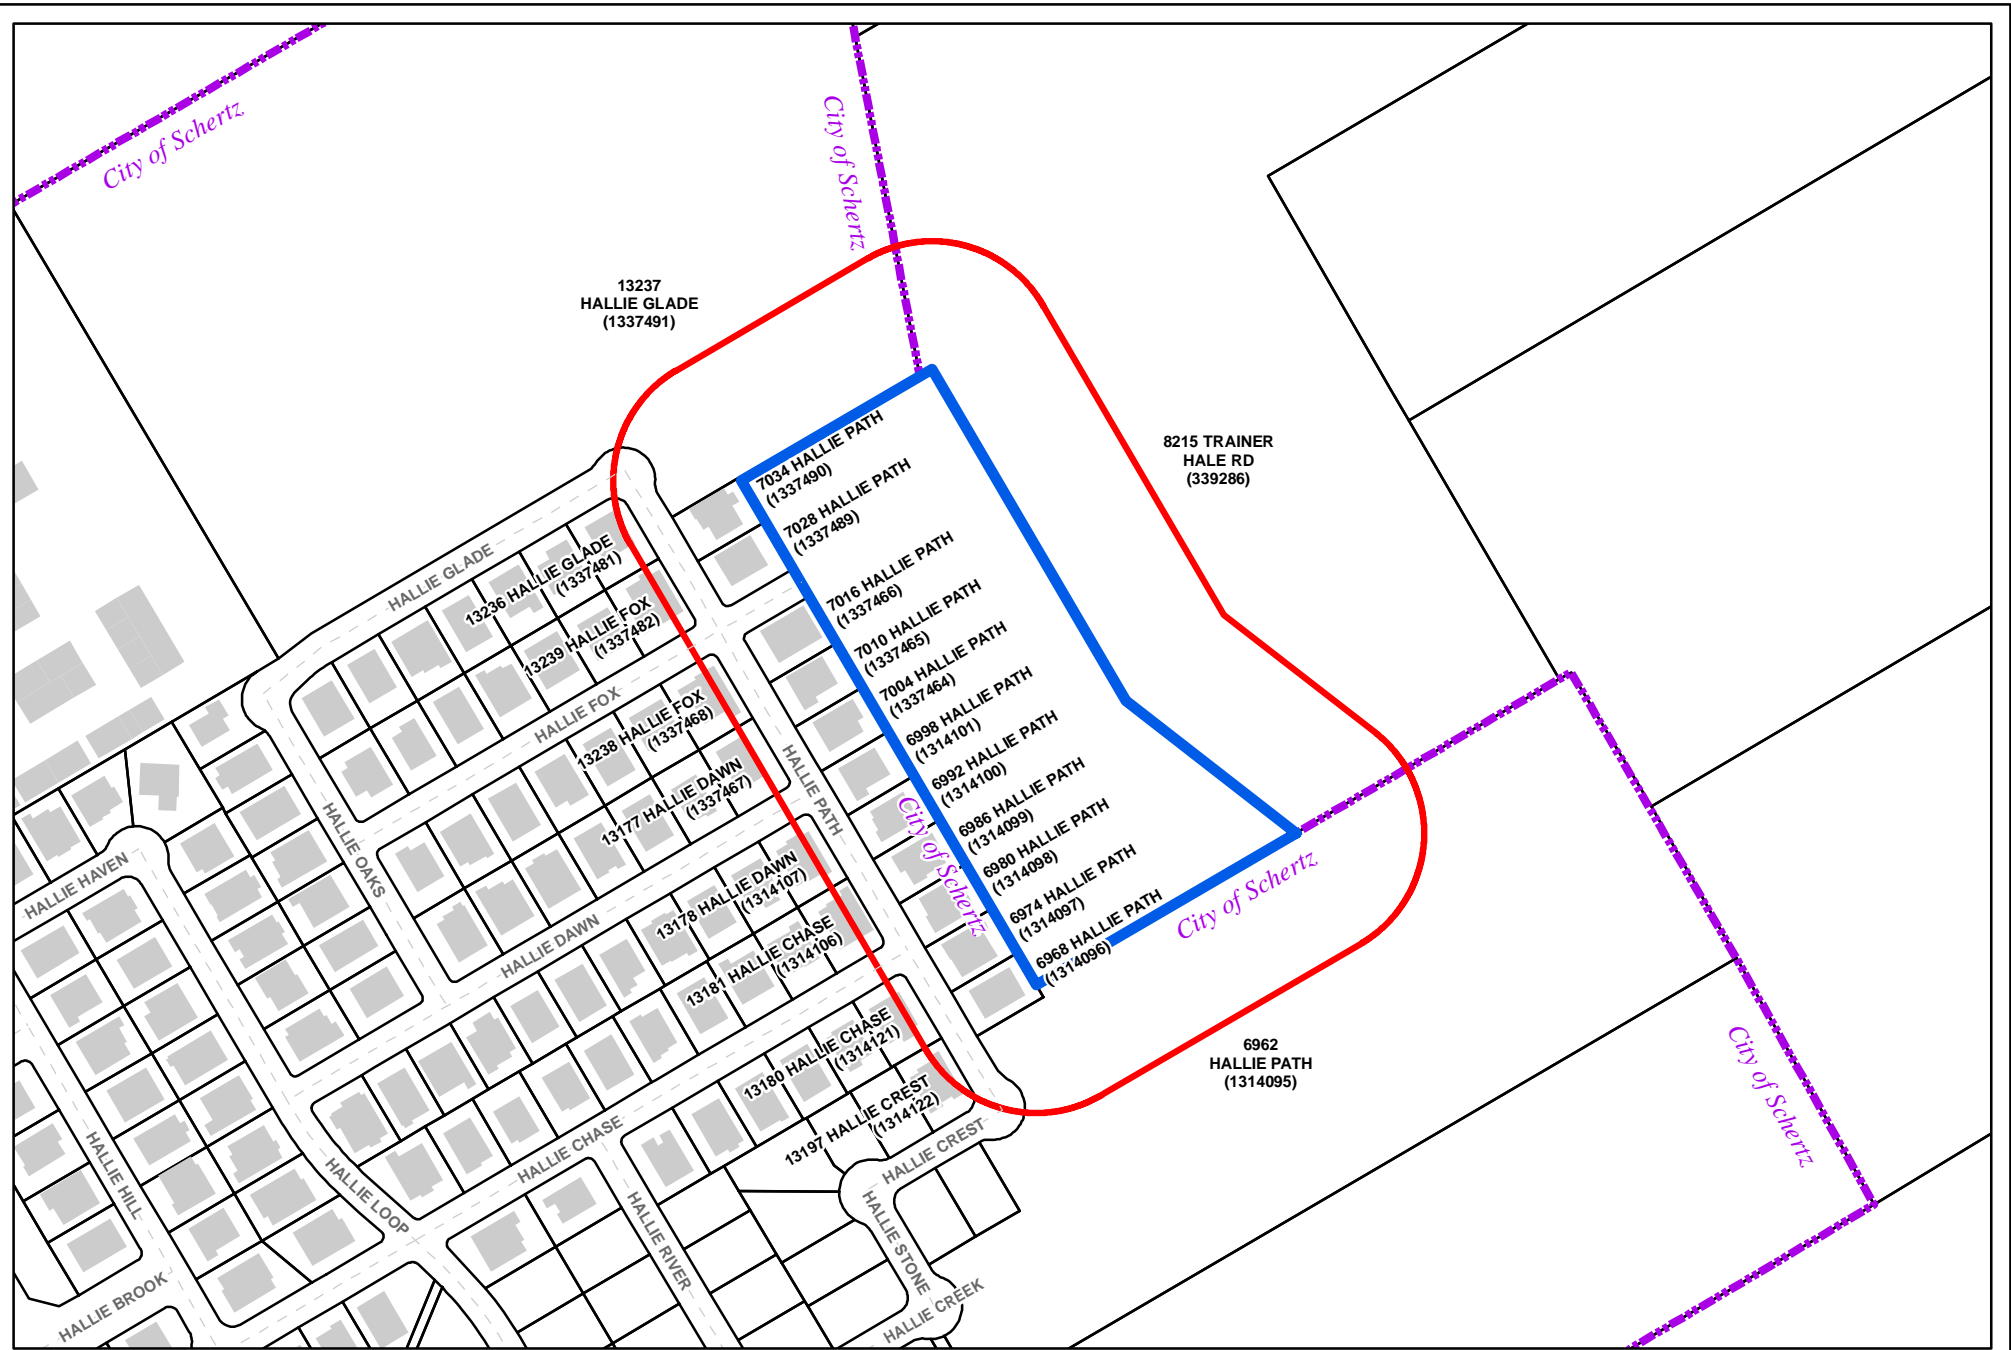 City of Schertz
City of Schertz
13237
HALLIE GLADE
(1337491)
8215 TRAINER
HALE RD
(339286)
7034 HALLIE PATH
(1337490)
7028 HALLIE PATH
(1337489)
7016 HALLIE PATH
(1337466)
7010 HALLIE PATH
(1337465)
7004 HALLIE PATH
(1337464)
6998 HALLIE PATH
(1314101)
6992 HALLIE PATH
(1314100)
6986 HALLIE PATH
(1314099)
6980 HALLIE PATH
(1314098)
6974 HALLIE PATH
(1314097)
6968 HALLIE PATH
(1314096)
HALLIE GLADE
13236 HALLIE GLADE
(1337481)
13239 HALLIE FOX
(1337482)
HALLIE FOX
13238 HALLIE FOX
(1337468)
13177 HALLIE DAWN
(1337467)
HALLIE PATH
HALLIE OAKS
HALLIE HAVEN
City of Schertz
City of Schertz
HALLIE DAWN
13178 HALLIE DAWN
(1314107)
13181 HALLIE CHASE
(1314106)
13180 HALLIE CHASE
(1314121)
13197 HALLIE CREST
(1314122)
6962
HALLIE PATH
(1314095)
City of Schertz
HALLIE CHASE
HALLIE CREST
HALLIE HILL
HALLIE LOOP
HALLIE RIVER
HALLIE STONE
HALLIE BROOK
HALLIE CREEK